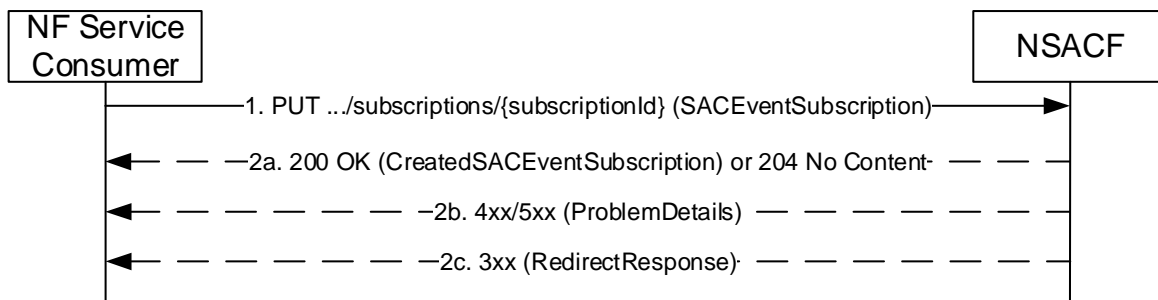 NF Service
Consumer
NSACF
1. PUT .../subscriptions/{subscriptionId} (SACEventSubscription)
2a. 200 OK (CreatedSACEventSubscription) or 204 No Content
2b. 4xx/5xx (ProblemDetails)
2c. 3xx (RedirectResponse)